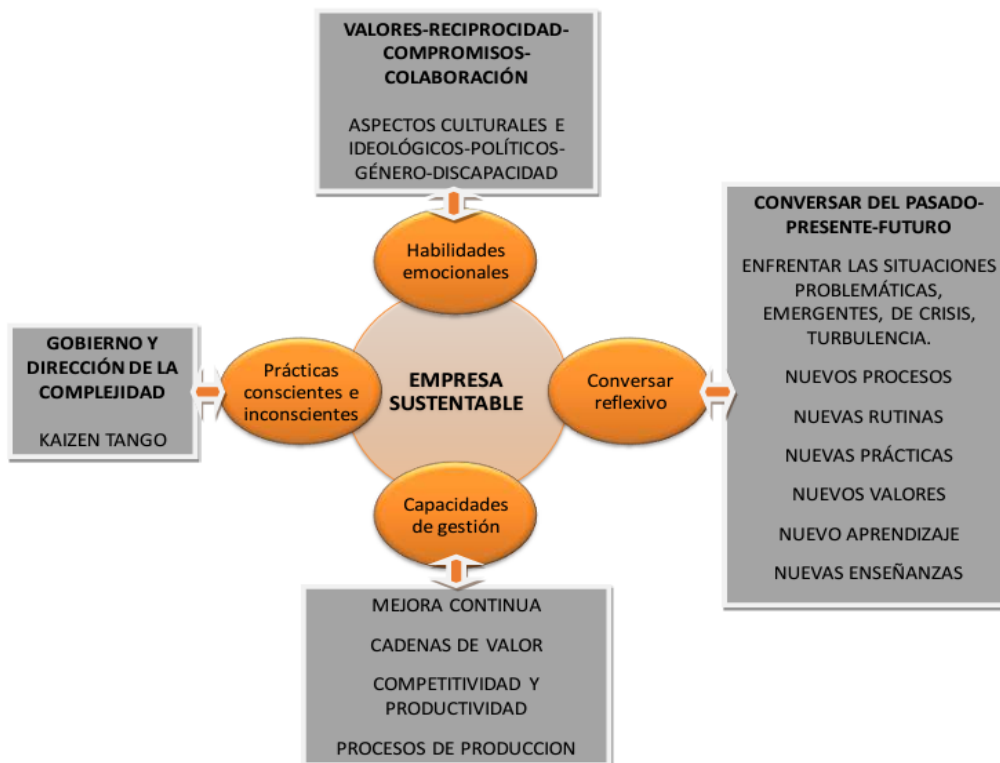 VALORES-RECIPROCIDAD-
COMPROMISOS-
COLABORACIÓN
ASPECTOS CULTURALES E
IDEOLÓGICOS-POLÍTICOS-
GÉNERO-DISCAPACIDAD
Habilidades
emocionales
GOBIERNO Y
DIRECCIÓN DE LA
COMPLEJIDAD
KAIZEN TANGO
Prácticas
conscientes e
inconscientes
EMPRESA
SUSTENTABLE
Conversar
reflexivo
CONVERSAR DEL PASADO-
PRESENTE-FUTURO
ENFRENTAR LAS SITUACIONES
PROBLEMÁTICAS,
EMERGENTES, DE CRISIS,
TURBULENCIA.
NUEVOS PROCESOS
NUEVAS RUTINAS
NUEVAS PRÁCTICAS
NUEVOS VALORES
NUEVO APRENDIZAJE
NUEVAS ENSEÑANZAS
Capacidades
de gestión
MEJORA CONTINUA
CADENAS DE VALOR
COMPETITIVIDAD Y
PRODUCTIVIDAD
PROCESOS DE PRODUCCION